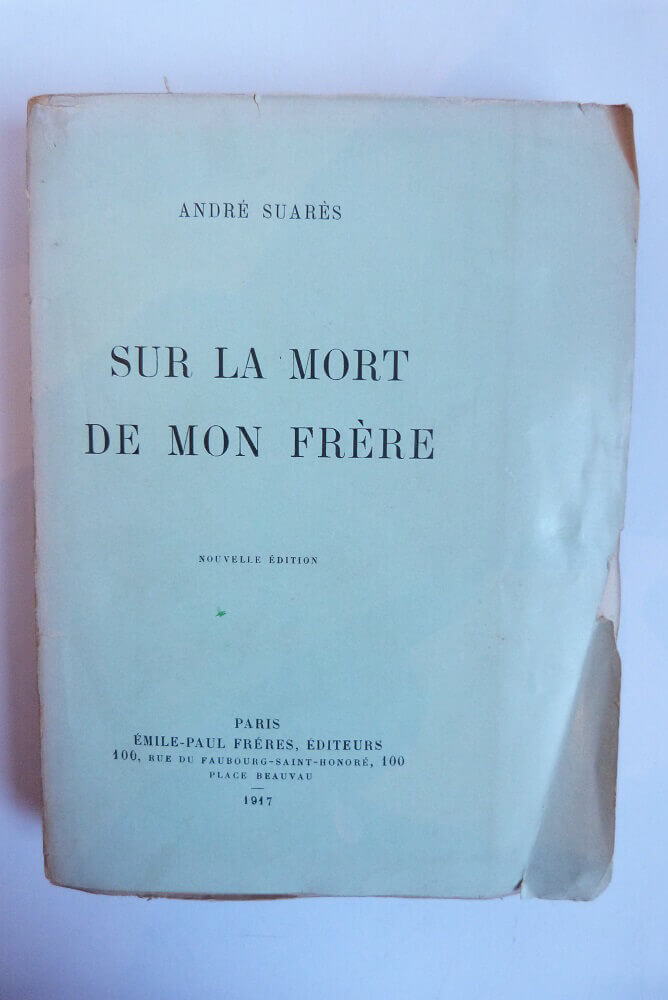 ANDRÉ SUARÈS
SUR LA MORT
DE MON FRÈRE
NOUVELLE ÉDITION
PARIS
ÉMILE-PAUL FRÉRES, ÉDITEURS
100, RUE DU FAUBOURG-SAINT-HONORÉ, 100
PLACE BEAUVAU
1917